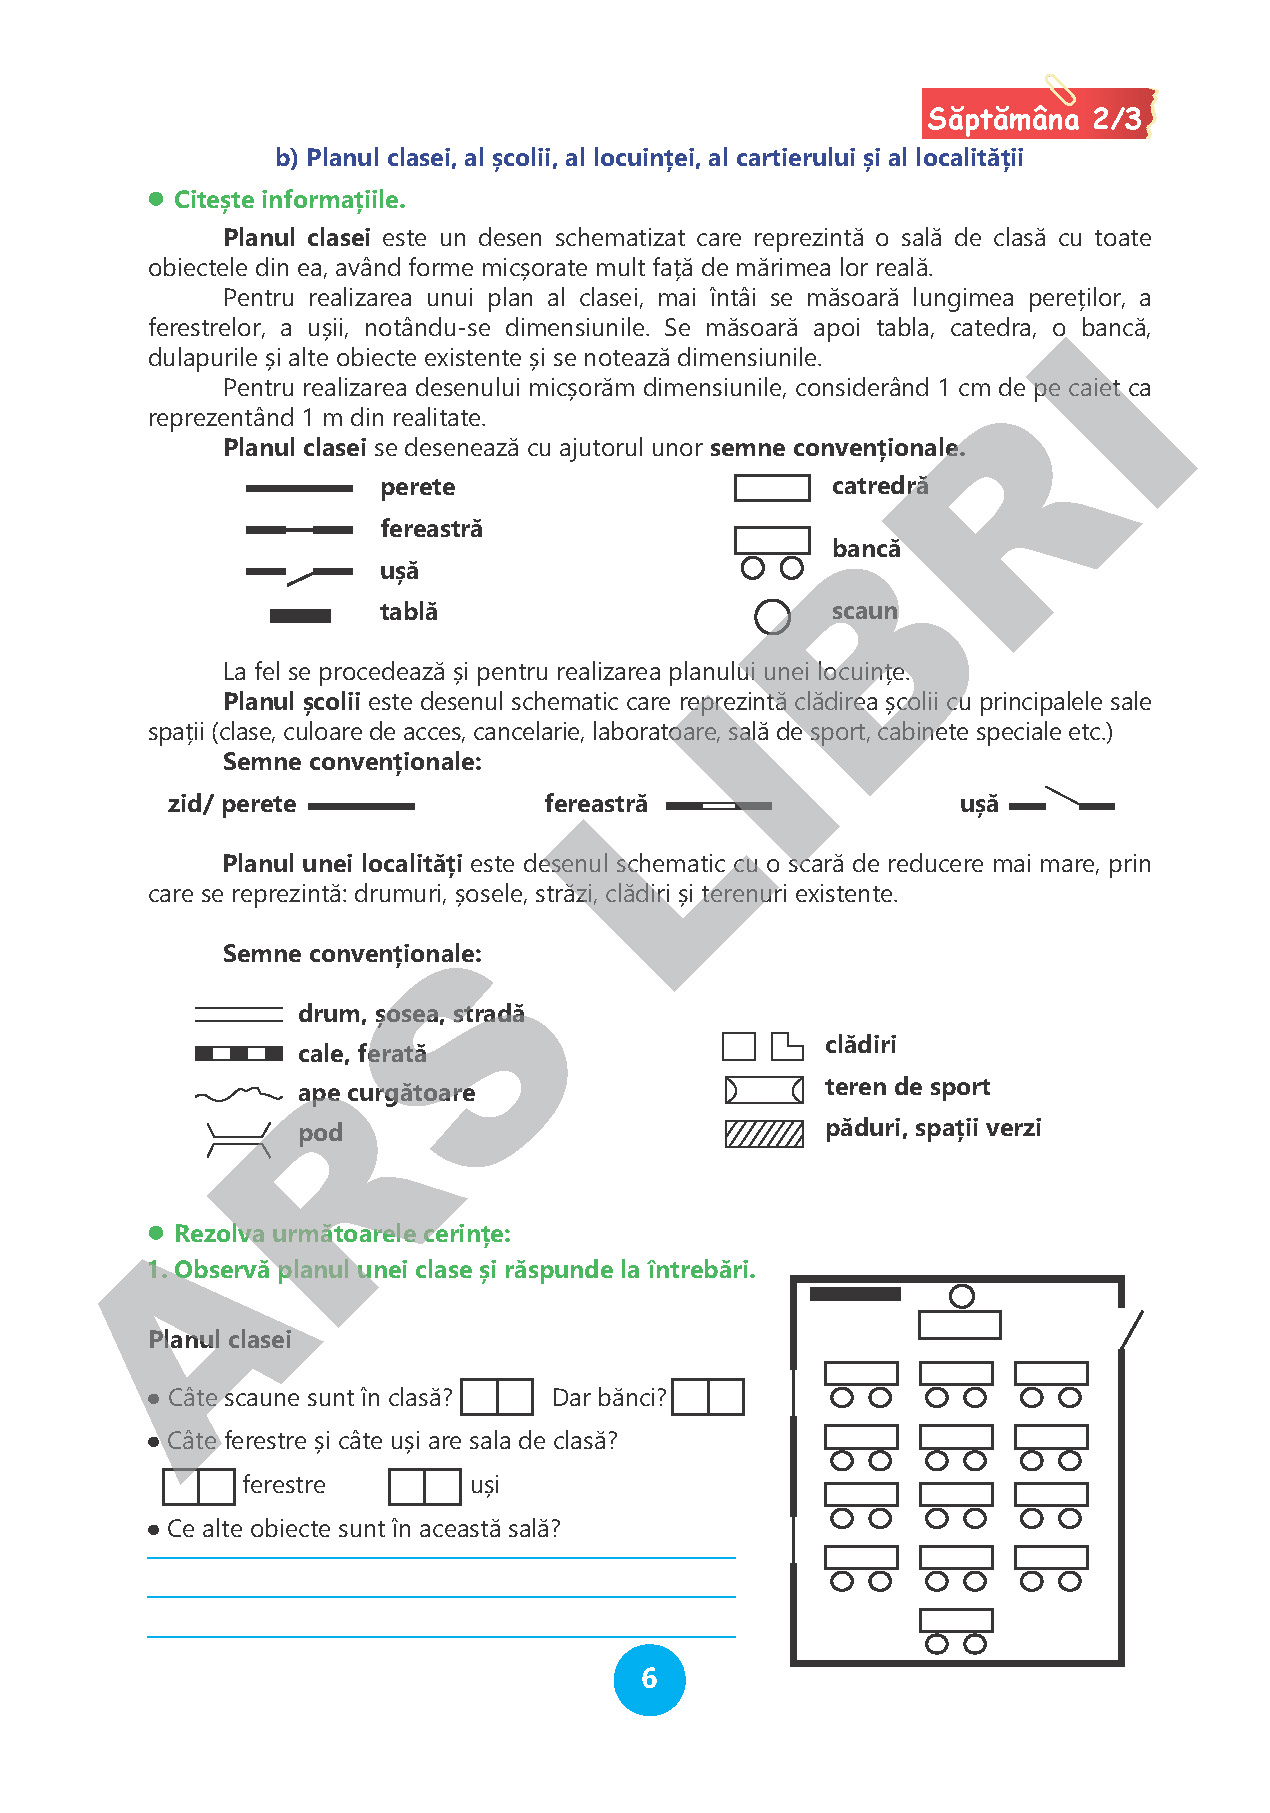 Săptămâna 2/3
b) Planul clasei, al școlii, al locuinței, al cartierului și al localității
● Citește informațiile.
Planul clasei este un desen schematizat care reprezintă o sală de clasă cu toate
obiectele din ea, având forme micșorate mult față de mărimea lor reală.
Pentru realizarea unui plan al clasei, mai întâi se măsoară lungimea pereților, a
ferestrelor, a ușii, notându-se dimensiunile. Se măsoară apoi tabla, catedra, o bancă,
dulapurile și alte obiecte existente și se notează dimensiunile.
Pentru realizarea desenului micșorăm dimensiunile, considerând 1 cm de pe caiet ca
reprezentând 1 m din realitate.
Planul clasei se desenează cu ajutorul unor semne convenționale.
perete
catredră
fereastră
bancă
ușă
tablă
scaun
La fel se procedează și pentru realizarea planului unei locuințe.
Planul școlii este desenul schematic care reprezintă clădirea școlii cu principalele sale
spații (clase, culoare de acces, cancelarie, laboratoare, sală de sport, cabinete speciale etc.)
Semne convenționale:
zid/ perete fereastră ușă
Planul unei localități este desenul schematic cu o scară de reducere mai mare, prin
care se reprezintă: drumuri, șosele, străzi, clădiri și terenuri existente.
Semne convenționale:
drum, șosea, stradă
clădiri
cale, ferată
teren de sport
ape curgătoare
păduri, spații verzi
pod
● Rezolva următoarele cerințe:
1. Observă planul unei clase și răspunde la întrebări.
Planul clasei
● Câte scaune sunt în clasă? Dar bănci?
● Câte ferestre și câte uși are sala de clasă?
ferestre uși
● Ce alte obiecte sunt în această sală?
6
ARS LIBRI